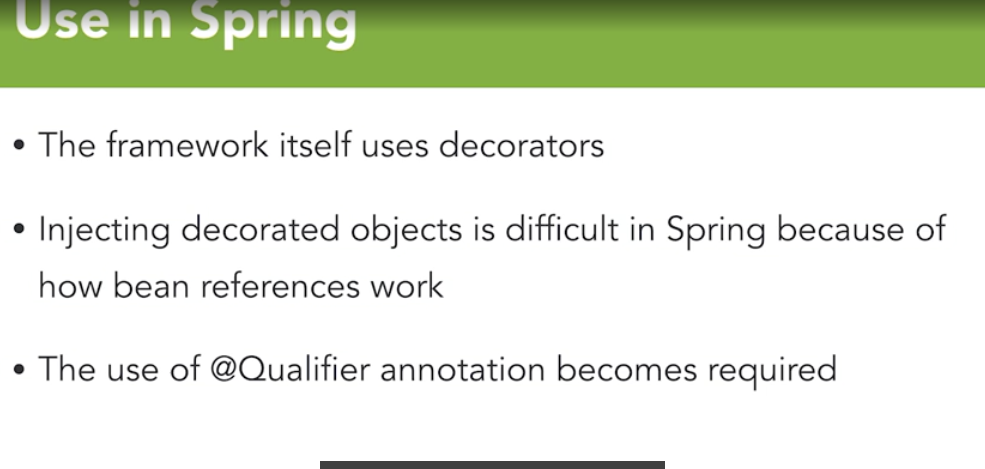 Use in Spring
• The framework itself uses decorators
• Injecting decorated objects is difficult in Spring because of
how bean references work
• The use of @Qualifier annotation becomes required